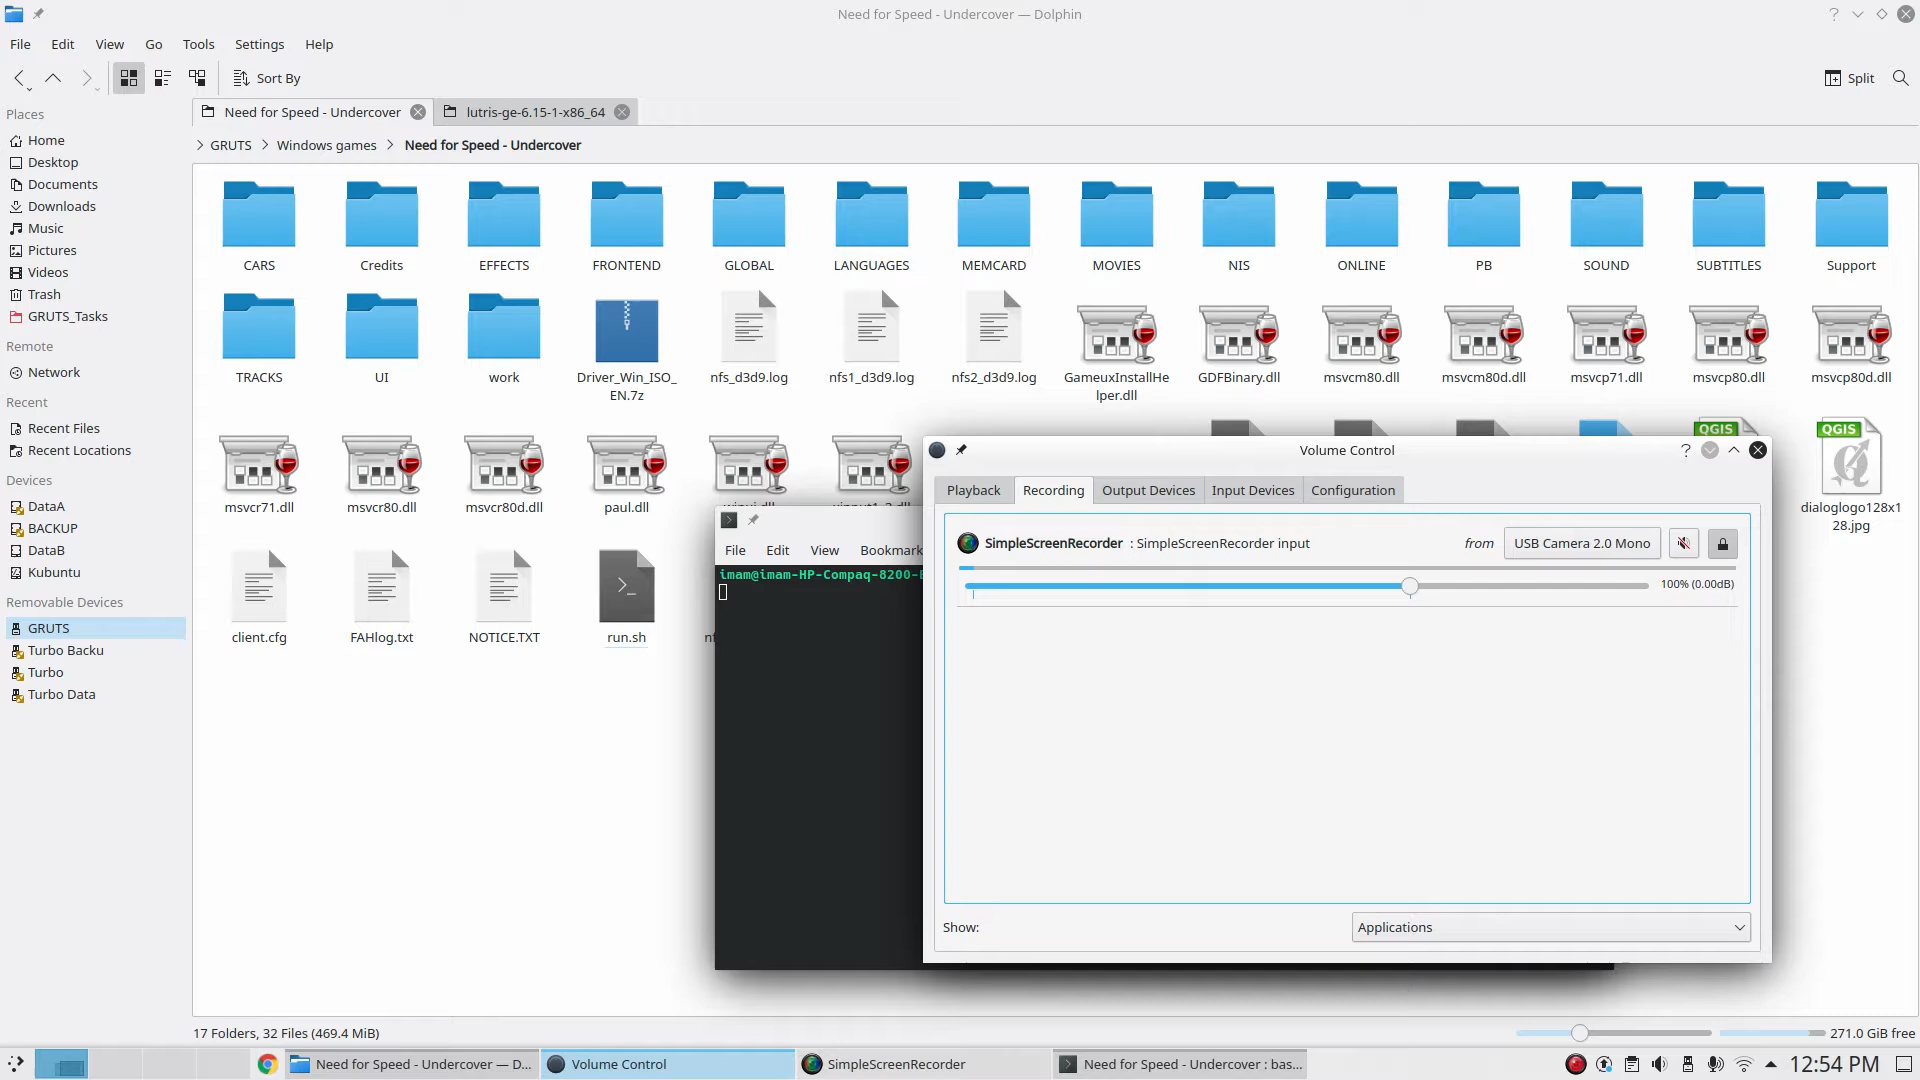 Need for Speed - Undercover — Dolphin
File Edit View Go Tools Settings Help
Sort By
Split
Places
Home
Desktop
Documents
Downloads
Music
Pictures
Videos
Trash
GRUTS_Tasks
Remote
Network
Recent
Recent Files
Recent Locations
Devices
DataA
BACKUP
DataB
Kubuntu
Removable Devices
GRUTS
Turbo Backu
Turbo
Turbo Data
Need for Speed - Undercover
lutris-ge-6.15-1-x86_64
GRUTS > Windows games > Need for Speed - Undercover
CARS Credits EFFECTS FRONTEND GLOBAL LANGUAGES MEMCARD MOVIES NIS ONLINE PB SOUND SUBTITLES Support
TRACKS UI work Driver_Win_ISO_ nfs_d3d9.log nfs1_d3d9.log nfs2_d3d9.log GameuxInstallHe GDFBinary.dll msvcm80.dll msvcm80d.dll msvcp71.dll msvcp80.dll msvcp80d.dll
EN.7z lper.dll
QGIS QGIS
msvcr71.dll msvcr80.dll msvcr80d.dll paul.dll
dialoglogo128x1
28.jpg
client.cfg FAHlog.txt NOTICE.TXT run.sh
File Edit View Bookmark
imam@imam-HP-Compaq-8200-
Volume Control
Playback Recording Output Devices Input Devices Configuration
SimpleScreenRecorder : SimpleScreenRecorder input from USB Camera 2.0 Mono
100% (0.00dB)
Show: Applications
17 Folders, 32 Files (469.4 MiB)
271.0 GiB free
Need for Speed - Undercover — D...
Volume Control
SimpleScreenRecorder
Need for Speed - Undercover : bas...
12:54 PM